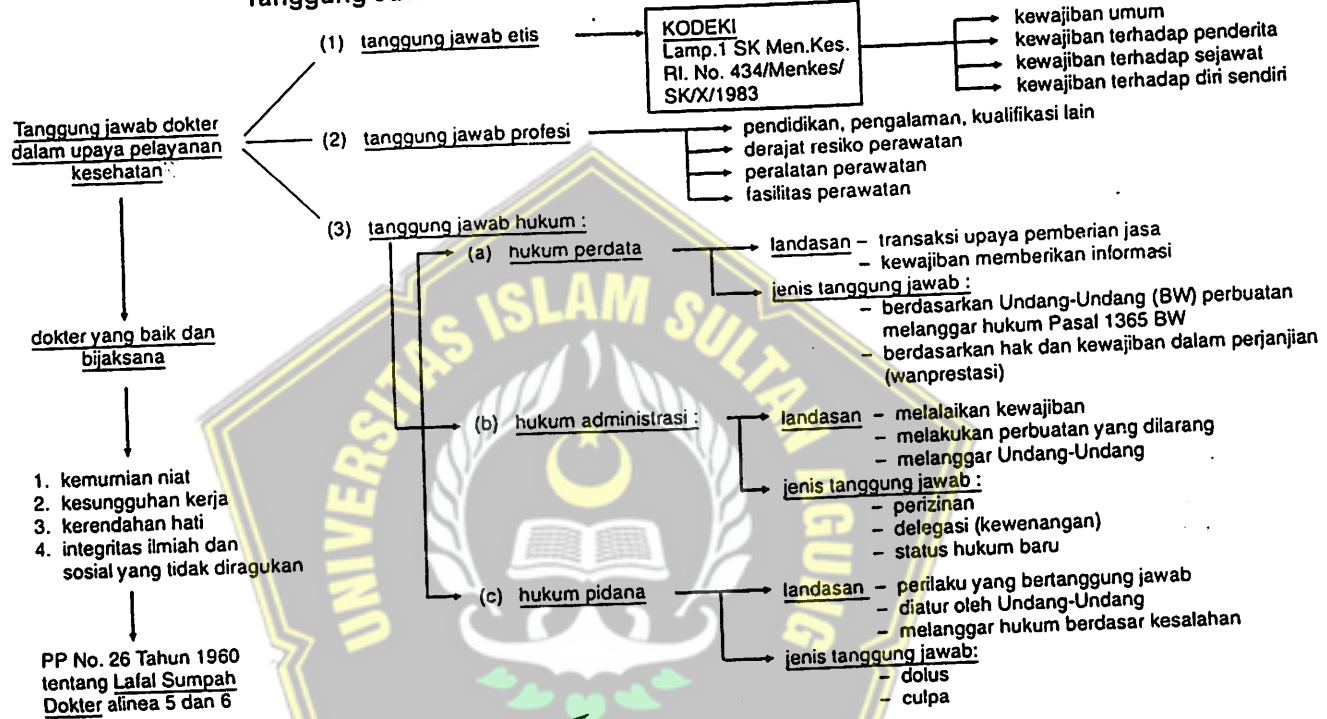 Tanggung
(1) tanggung jawab etis
KODEKI
Lamp.1 SK Men.Kes.
RI. No. 434/Menkes/
SK/X/1983
kewajiban umum
kewajiban terhadap penderita
kewajiban terhadap sejawat
kewajiban terhadap diri sendiri
Tanggung jawab dokter
dalam upaya pelayanan
kesehatan
(2) tanggung jawab profesi
pendidikan, pengalaman, kualifikasi lain
derajat resiko perawatan
peralatan perawatan
fasilitas perawatan
(3) tanggung jawab hukum :
(a) hukum perdata
landasan – transaksi upaya pemberian jasa
– kewajiban memberikan informasi
jenis tanggung jawab :
– berdasarkan Undang-Undang (BW) perbuatan
melanggar hukum Pasal 1365 BW
– berdasarkan hak dan kewajiban dalam perjanjian
(wanprestasi)
(b) hukum administrasi :
landasan – melalaikan kewajiban
– melakukan perbuatan yang dilarang
– melanggar Undang-Undang
jenis tanggung jawab :
– perizinan
– delegasi (kewenangan)
– status hukum baru
(c) hukum pidana
landasan – perilaku yang bertanggung jawab
– diatur oleh Undang-Undang
– melanggar hukum berdasar kesalahan
jenis tanggung jawab:
– dolus
– culpa
dokter yang baik dan
bijaksana
1. kemurnian niat
2. kesungguhan kerja
3. kerendahan hati
4. integritas ilmiah dan
sosial yang tidak diragukan
PP No. 26 Tahun 1960
tentang Lafal Sumpah
Dokter alinea 5 dan 6
UNIVERSITAS ISLAM SULTAN AGUNG